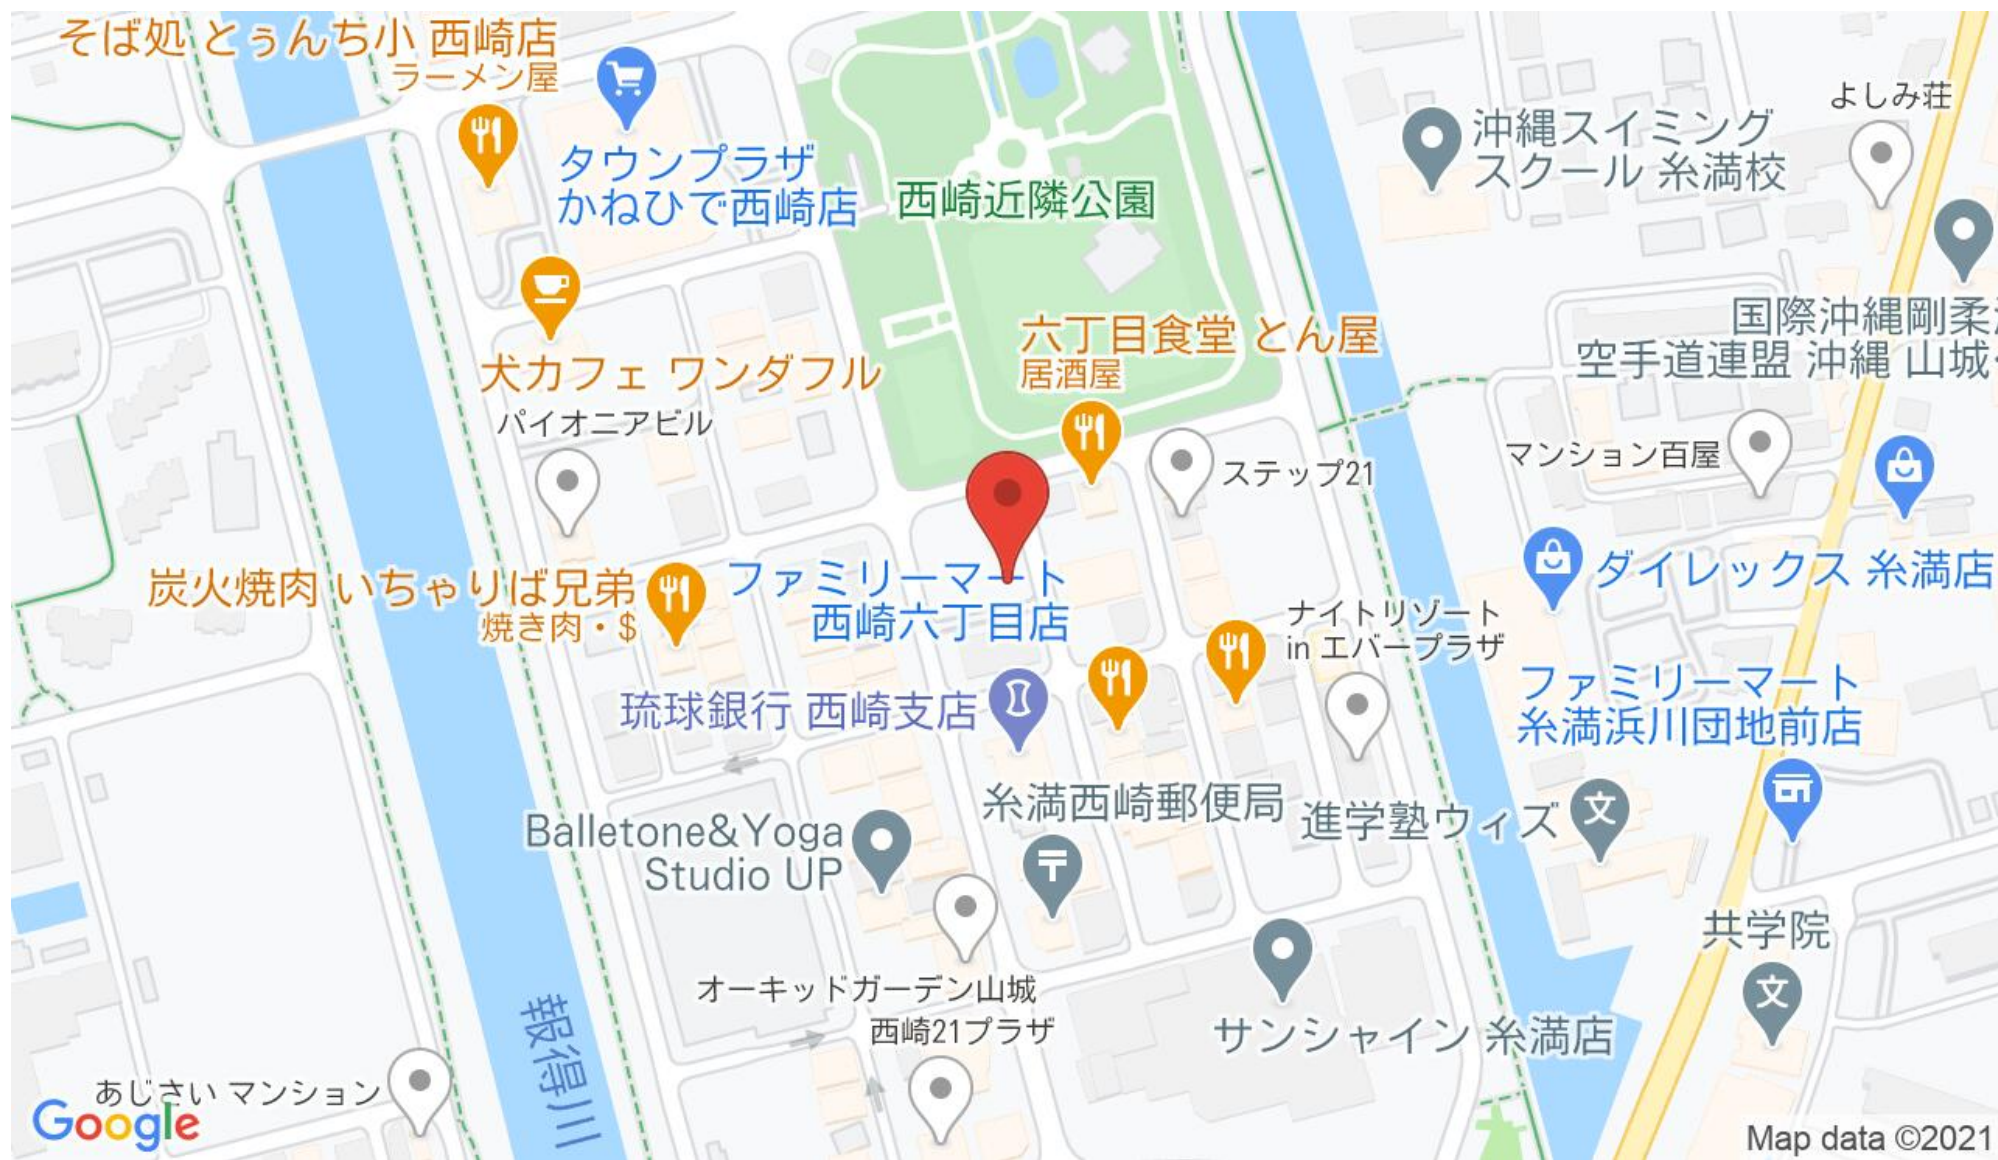 そば処 とぅんち小 西崎店
ラーメン屋
タウンプラザ
かねひで西崎店
西崎近隣公園
沖縄スイミング
スクール 糸満校
よしみ荘
国際沖縄剛柔
空手道連盟 沖縄 山城
六丁目食堂 とん屋
居酒屋
犬カフェ ワンダフル
パイオニアビル
ステップ21
マンション百屋
ダイレックス 糸満店
炭火焼肉 いちゃりば兄弟
焼き肉・$
ファミリーマート
西崎六丁目店
ナイトリゾート
in エバープラザ
ファミリーマート
糸満浜川団地前店
琉球銀行 西崎支店
糸満西崎郵便局
進学塾ウィズ
Balletone&Yoga
Studio UP
共学院
オーキッドガーデン山城
西崎21プラザ
サンシャイン 糸満店
報得川
あじさい マンション
Google
Map data ©2021